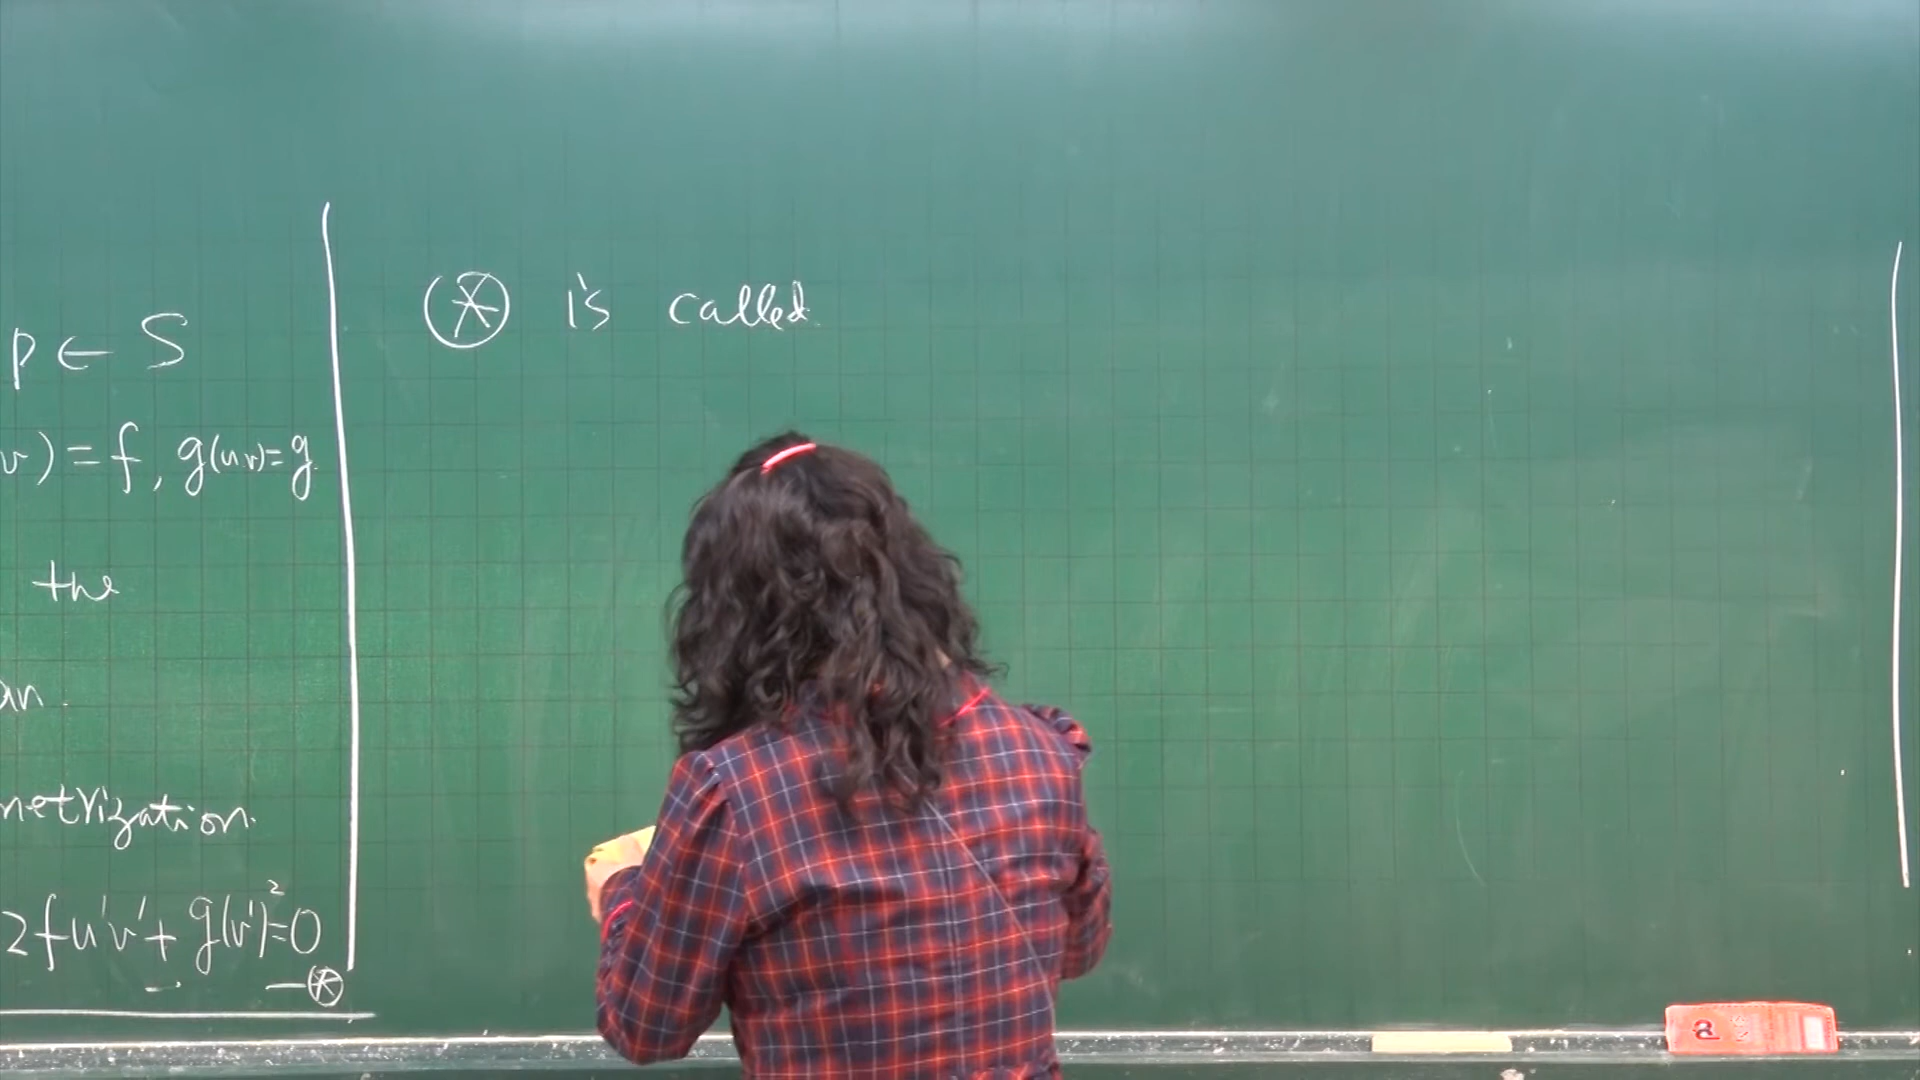 p ∈ S
v) = f, g(u,v)=g
the
an.
metrization.
2fu'v' + g(v')²=0
—⊛
⊛ is called
a